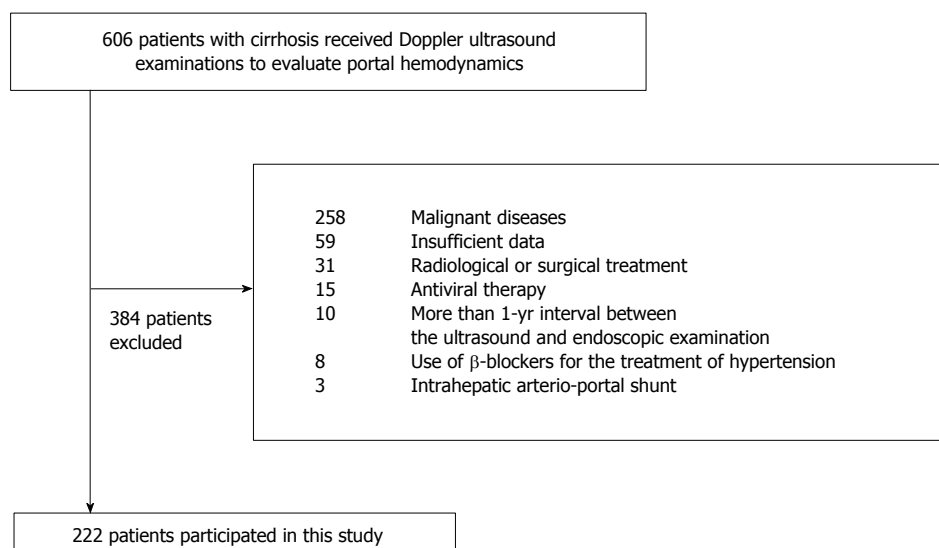 606 patients with cirrhosis received Doppler ultrasound
examinations to evaluate portal hemodynamics
258 Malignant diseases
59 Insufficient data
31 Radiological or surgical treatment
15 Antiviral therapy
10 More than 1-yr interval between
the ultrasound and endoscopic examination
8 Use of β-blockers for the treatment of hypertension
3 Intrahepatic arterio-portal shunt
384 patients
excluded
222 patients participated in this study